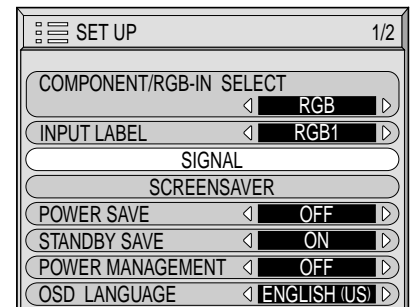 SET UP 1/2
COMPONENT/RGB-IN SELECT
RGB
INPUT LABEL RGB1
SIGNAL
SCREENSAVER
POWER SAVE OFF
STANDBY SAVE ON
POWER MANAGEMENT OFF
OSD LANGUAGE ENGLISH (US)